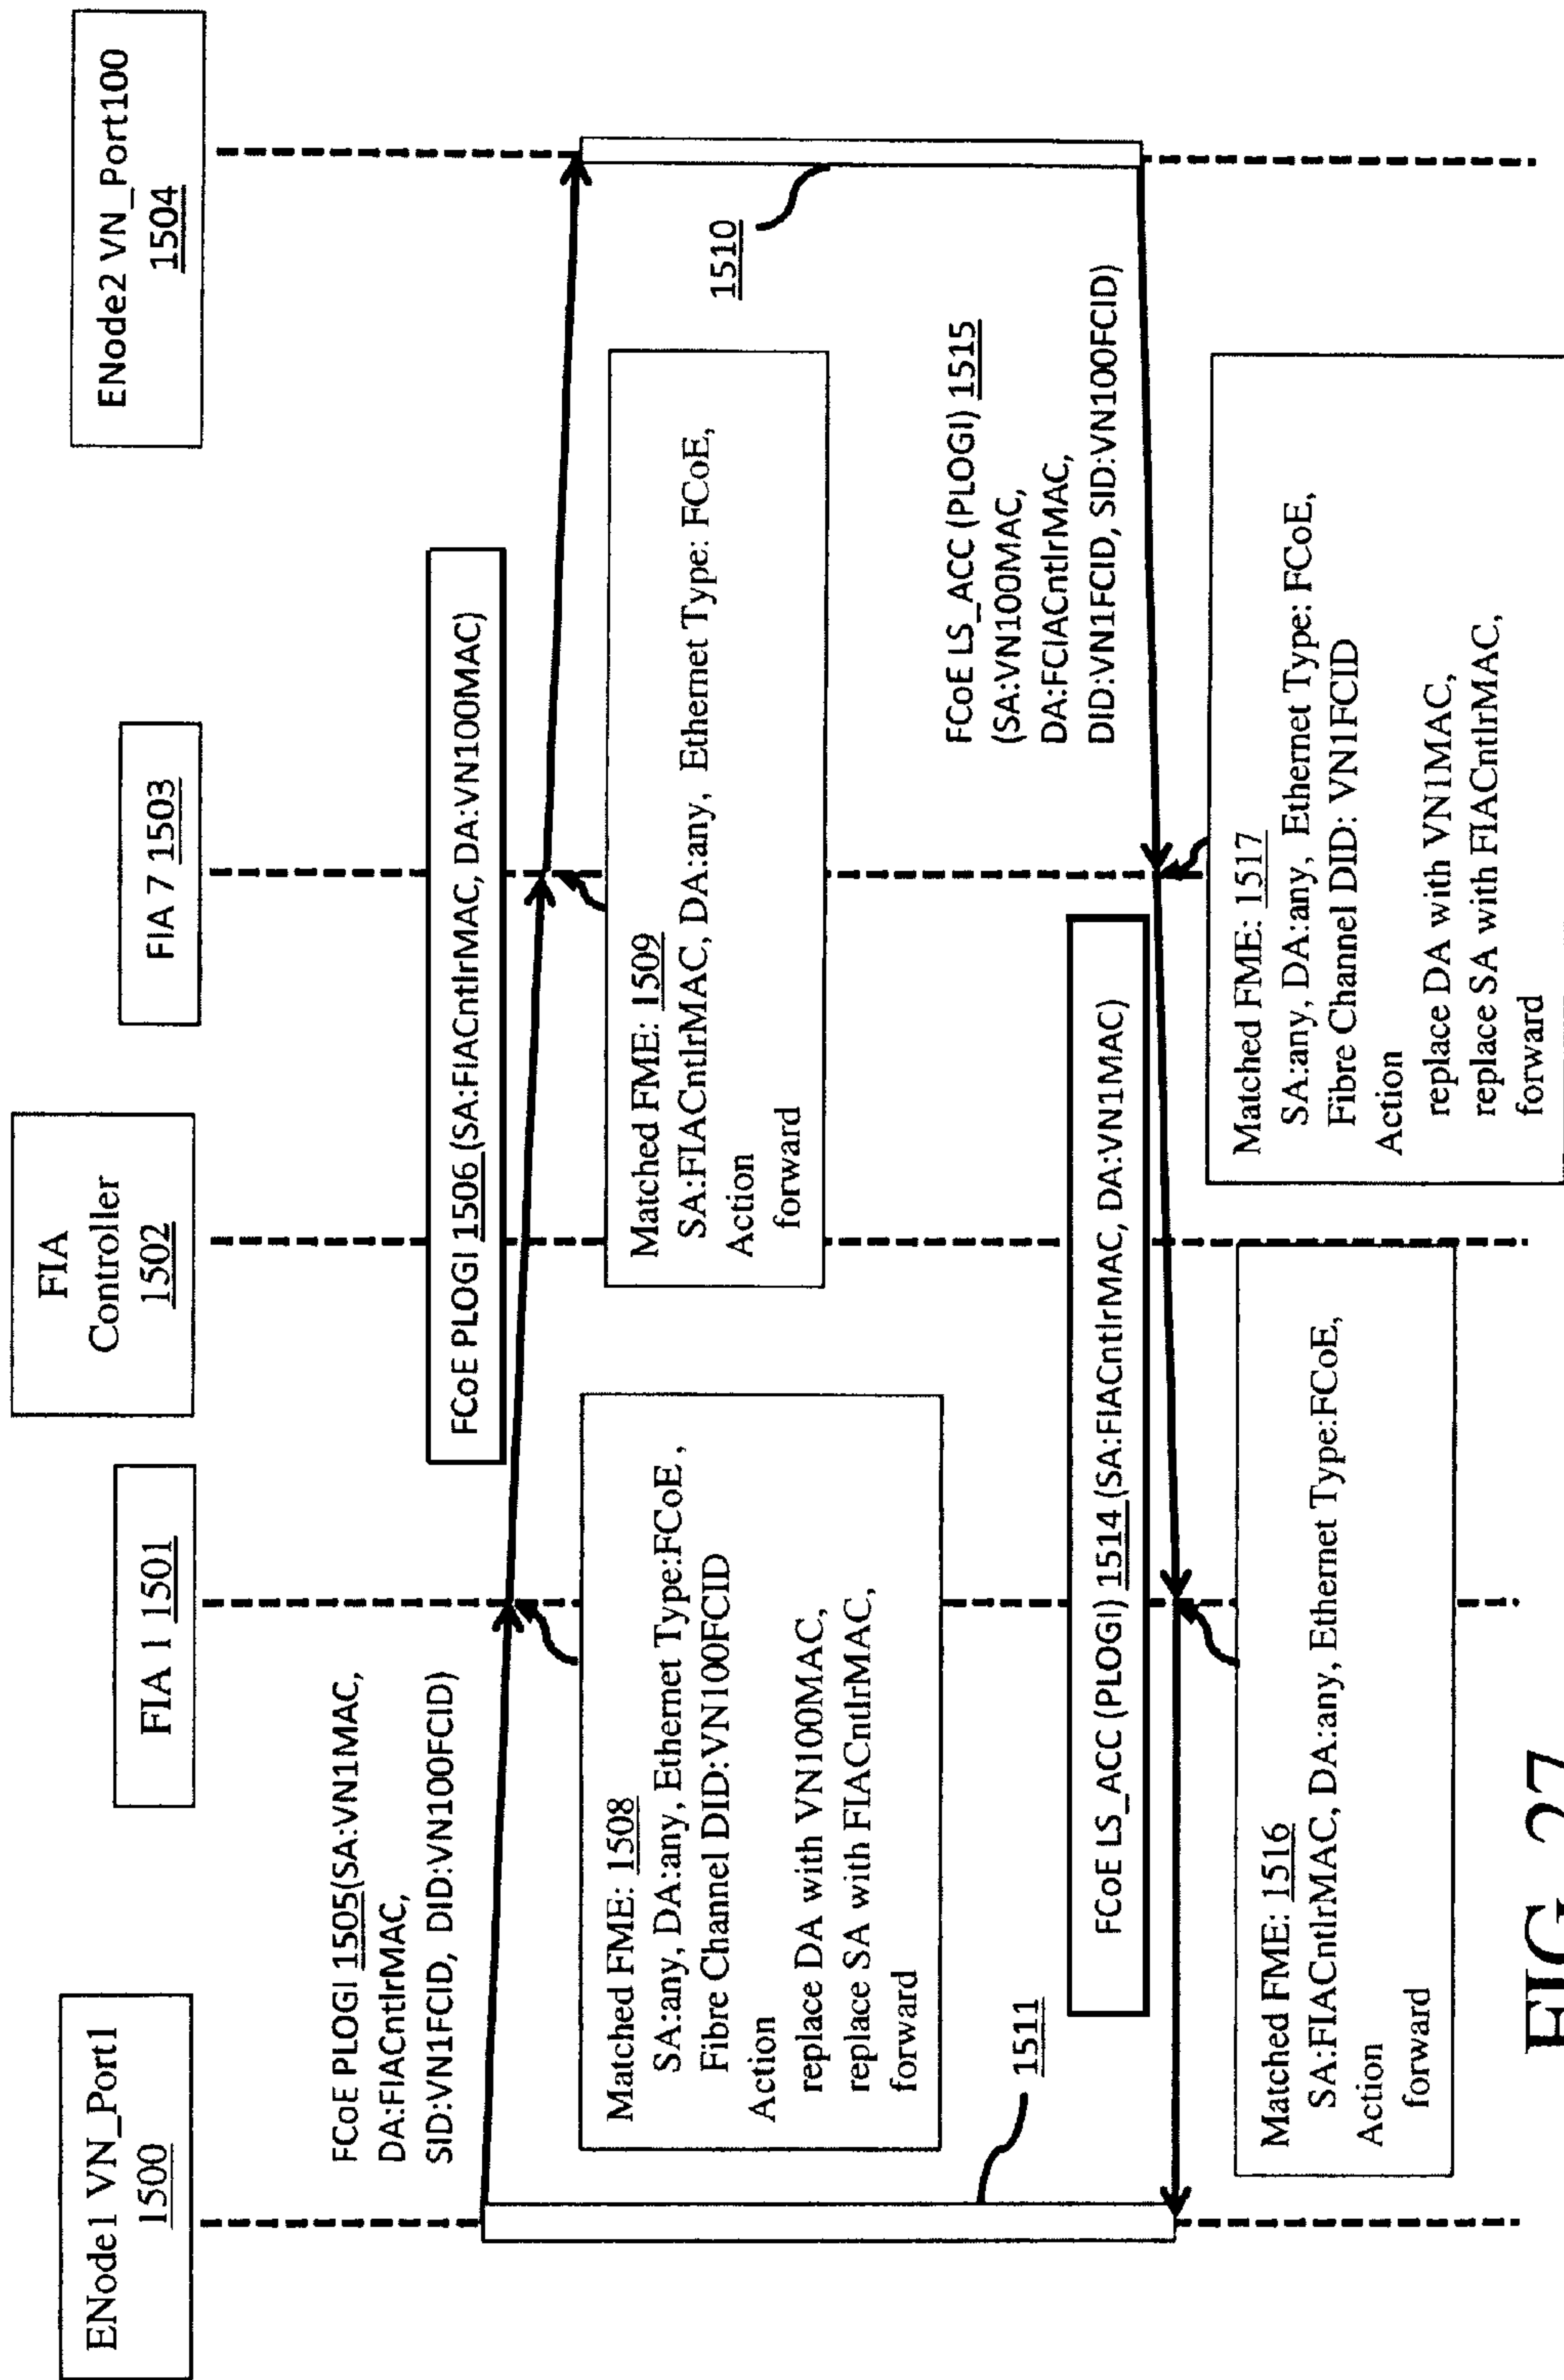 ENode1 VN_Port1
1500
FIA 1 1501
FIA
Controller
1502
FIA 7 1503
ENode2 VN_Port100
1504
FCoE PLOGI 1505(SA:VN1MAC,
DA:FIACntlrMAC,
SID:VN1FCID, DID:VN100FCID)
FCoE PLOGI 1506 (SA:FIACntlrMAC, DA:VN100MAC)
Matched FME: 1508
SA:any, DA:any, Ethernet Type:FCoE ,
Fibre Channel DID:VN100FCID
Action
replace DA with VN100MAC,
replace SA with FIACntlrMAC,
forward
Matched FME: 1509
SA:FIACntlrMAC, DA:any, Ethernet Type: FCoE,
Action
forward
1510
1511
FCoE LS_ACC (PLOGI) 1515
(SA:VN100MAC,
DA:FCIACntlrMAC,
DID:VN1FCID, SID:VN100FCID)
FCoE LS_ACC (PLOGI) 1514 (SA:FIACntlrMAC, DA:VN1MAC)
Matched FME: 1516
SA:FIACntlrMAC, DA:any, Ethernet Type:FCoE,
Action
forward
Matched FME: 1517
SA:any, DA:any, Ethernet Type: FCoE,
Fibre Channel DID: VN1FCID
Action
replace DA with VN1MAC,
replace SA with FIACntlrMAC,
forward
FIG. 27